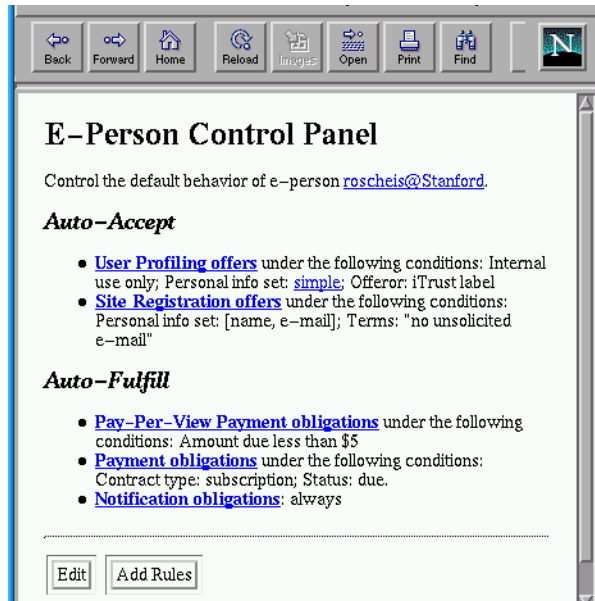 Back Forward Home Reload Images Open Print Find N
E-Person Control Panel
Control the default behavior of e-person roscheis@Stanford.
Auto-Accept
• User Profiling offers under the following conditions: Internal
use only; Personal info set: simple; Offeror: iTrust label
• Site Registration offers under the following conditions:
Personal info set: [name, e-mail]; Terms: "no unsolicited
e-mail"
Auto-Fulfill
• Pay-Per-View Payment obligations under the following
conditions: Amount due less than $5
• Payment obligations under the following conditions:
Contract type: subscription; Status: due.
• Notification obligations: always
Edit Add Rules